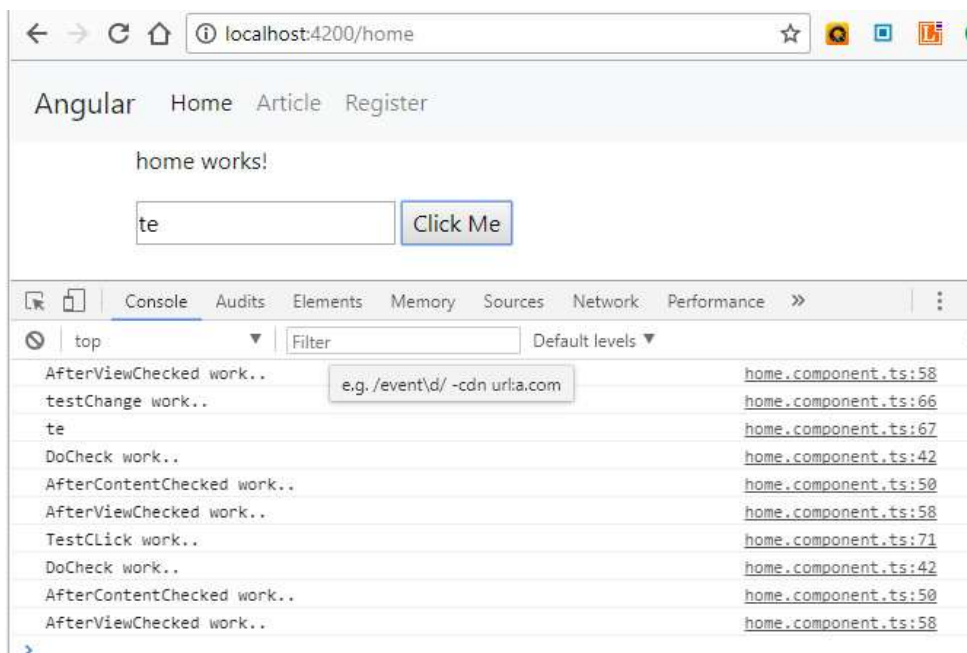 localhost:4200/home
Angular Home Article Register
home works!
te Click Me
Console Audits Elements Memory Sources Network Performance »
top Filter Default levels
e.g. /event\d/ -cdn url:a.com
AfterViewChecked work.. home.component.ts:58
testChange work.. home.component.ts:66
te home.component.ts:67
DoCheck work.. home.component.ts:42
AfterContentChecked work.. home.component.ts:50
AfterViewChecked work.. home.component.ts:58
TestCLick work.. home.component.ts:71
DoCheck work.. home.component.ts:42
AfterContentChecked work.. home.component.ts:50
AfterViewChecked work.. home.component.ts:58